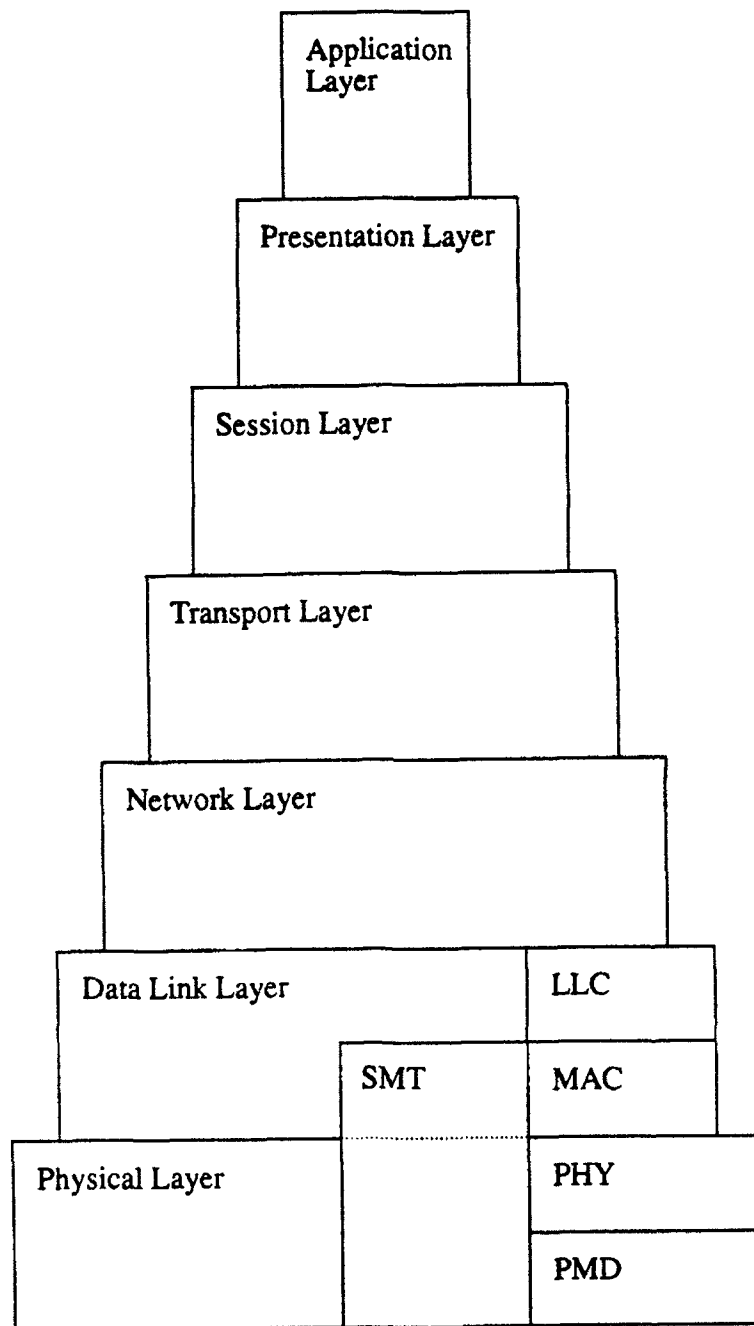 Application
Layer
Presentation Layer
Session Layer
Transport Layer
Network Layer
Data Link Layer
LLC
SMT
MAC
Physical Layer
PHY
PMD